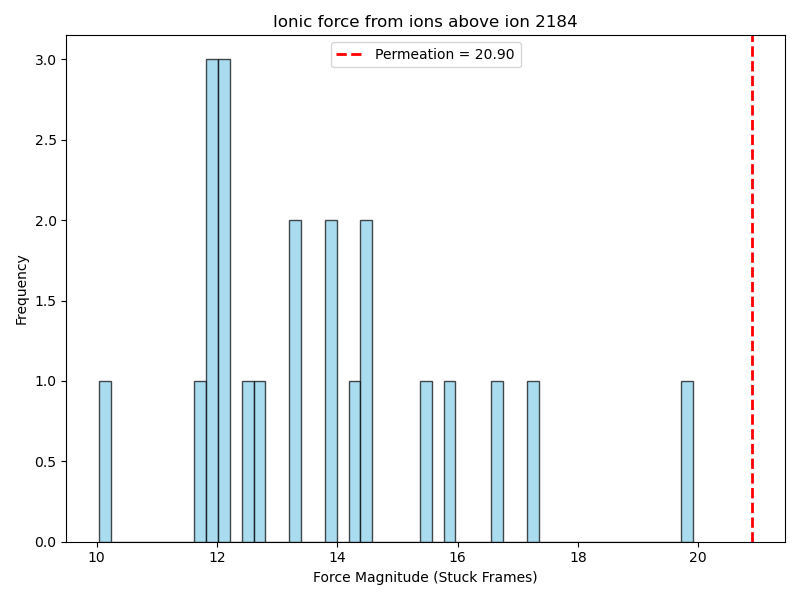 Ionic force from ions above ion 2184
Permeation = 20.90
3.0
2.5
2.0
1.5
1.0
0.5
0.0
Frequency
10 12 14 16 18 20
Force Magnitude (Stuck Frames)